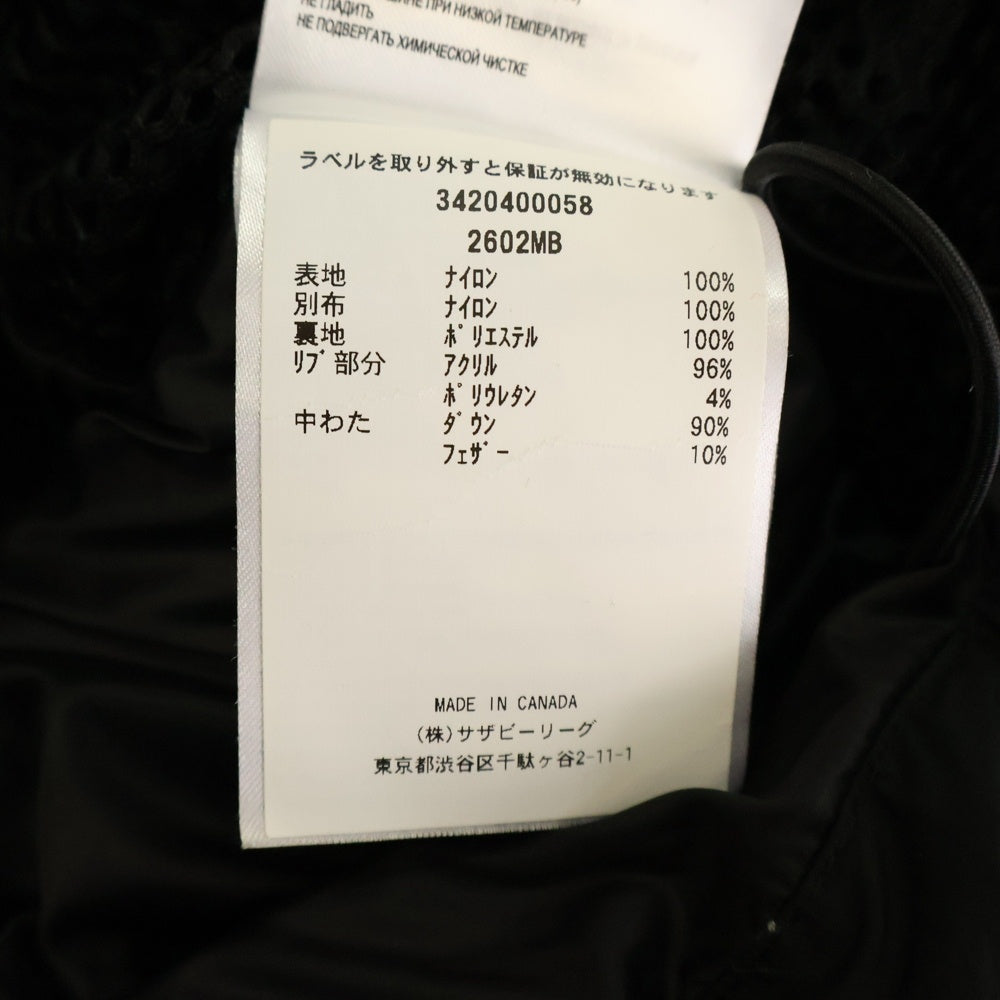 ПРИ НИЗКОЙ ТЕМПЕРАТУРЕ
НЕ ГЛАДИТЬ
НЕ ПОДВЕРГАТЬ ХИМИЧЕСКОЙ ЧИСТКЕ
ラベルを取り外すと保証が無効になります
3420400058
2602MB
表地 ナイロン 100%
別布 ナイロン 100%
裏地 ポリエステル 100%
リブ部分 アクリル 96%
ポリウレタン 4%
中わた ダウン 90%
フェザー 10%
MADE IN CANADA
(株)サザビーリーグ
東京都渋谷区千駄ヶ谷2-11-1